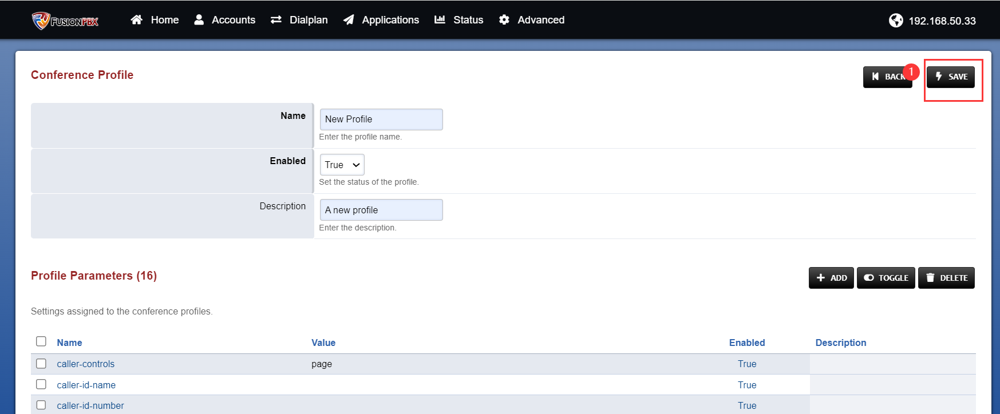 FUSIONPBX Home Accounts Dialplan Applications Status Advanced 192.168.50.33
Conference Profile
BACK 1 SAVE
Name New Profile
Enter the profile name.
Enabled True
Set the status of the profile.
Description A new profile
Enter the description.
Profile Parameters (16)
ADD TOGGLE DELETE
Settings assigned to the conference profiles.
Name Value Enabled Description
caller-controls page True
caller-id-name True
caller-id-number True